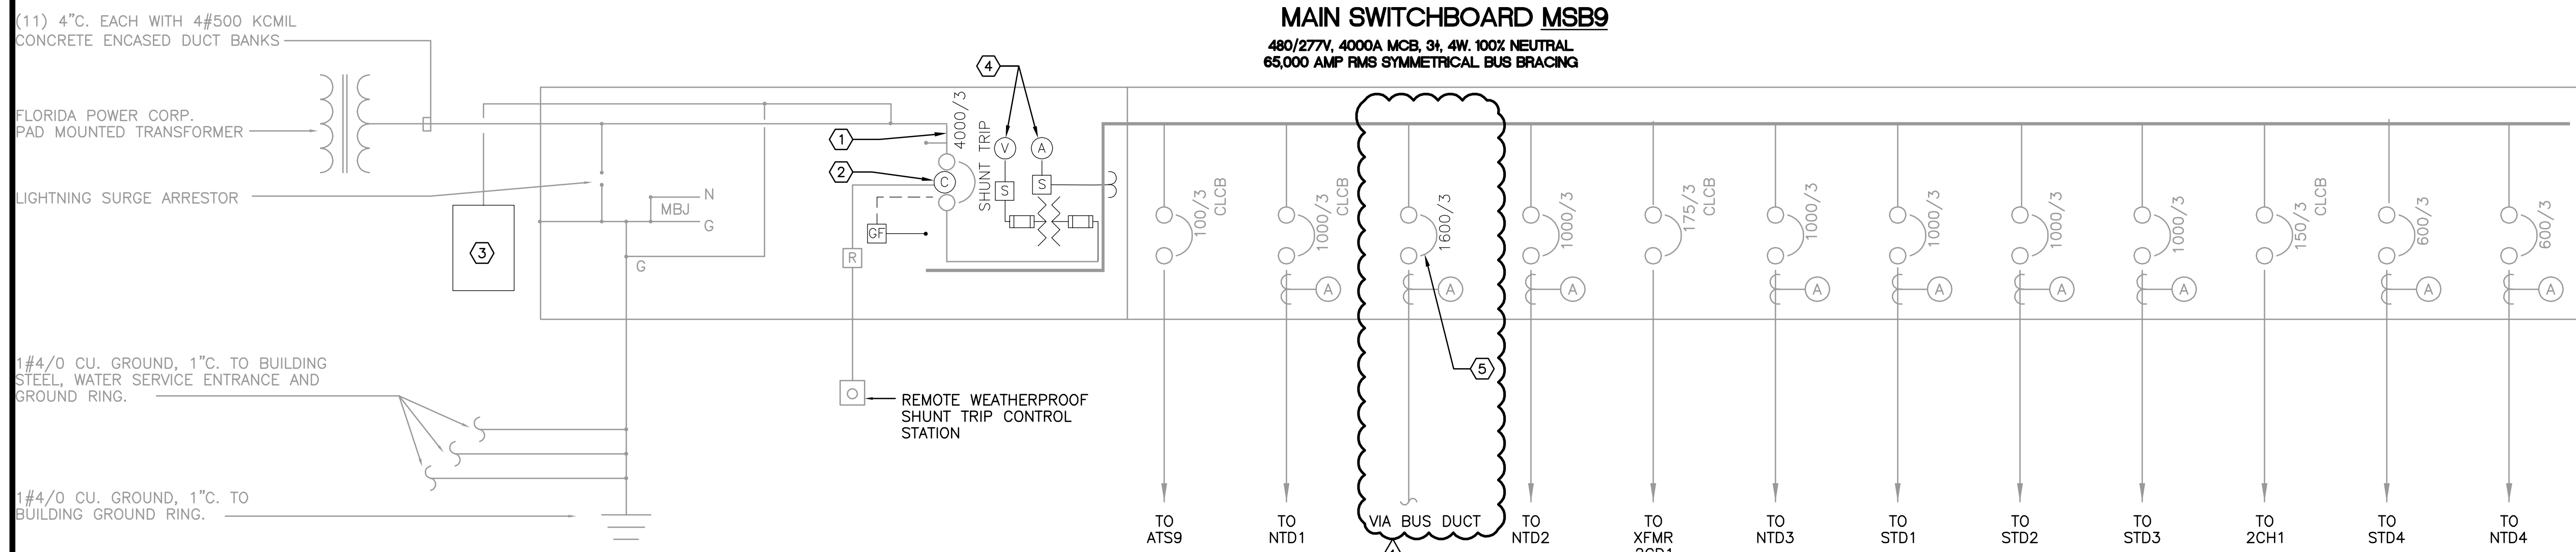 MAIN SWITCHBOARD MSB9
480/277V, 4000A MCB, 3ϕ, 4W. 100% NEUTRAL
65,000 AMP RMS SYMMETRICAL BUS BRACING
(11) 4"C. EACH WITH 4#500 KCMIL
CONCRETE ENCASED DUCT BANKS
FLORIDA POWER CORP.
PAD MOUNTED TRANSFORMER
LIGHTNING SURGE ARRESTOR
3
MBJ
N
G
G
1
2
4
4000/3
SHUNT TRIP
C
V
A
S
S
GF
R
REMOTE WEATHERPROOF
SHUNT TRIP CONTROL
STATION
1#4/0 CU. GROUND, 1"C. TO BUILDING
STEEL, WATER SERVICE ENTRANCE AND
GROUND RING.
1#4/0 CU. GROUND, 1"C. TO
BUILDING GROUND RING.
100/3
CLCB
TO
ATS9
1000/3
CLCB
A
TO
NTD1
1600/3
A
5
VIA BUS DUCT
1000/3
A
TO
NTD2
175/3
CLCB
TO
XFMR
1000/3
A
TO
NTD3
1000/3
A
TO
STD1
1000/3
A
TO
STD2
1000/3
A
TO
STD3
150/3
CLCB
TO
2CH1
600/3
A
TO
STD4
600/3
A
TO
NTD4